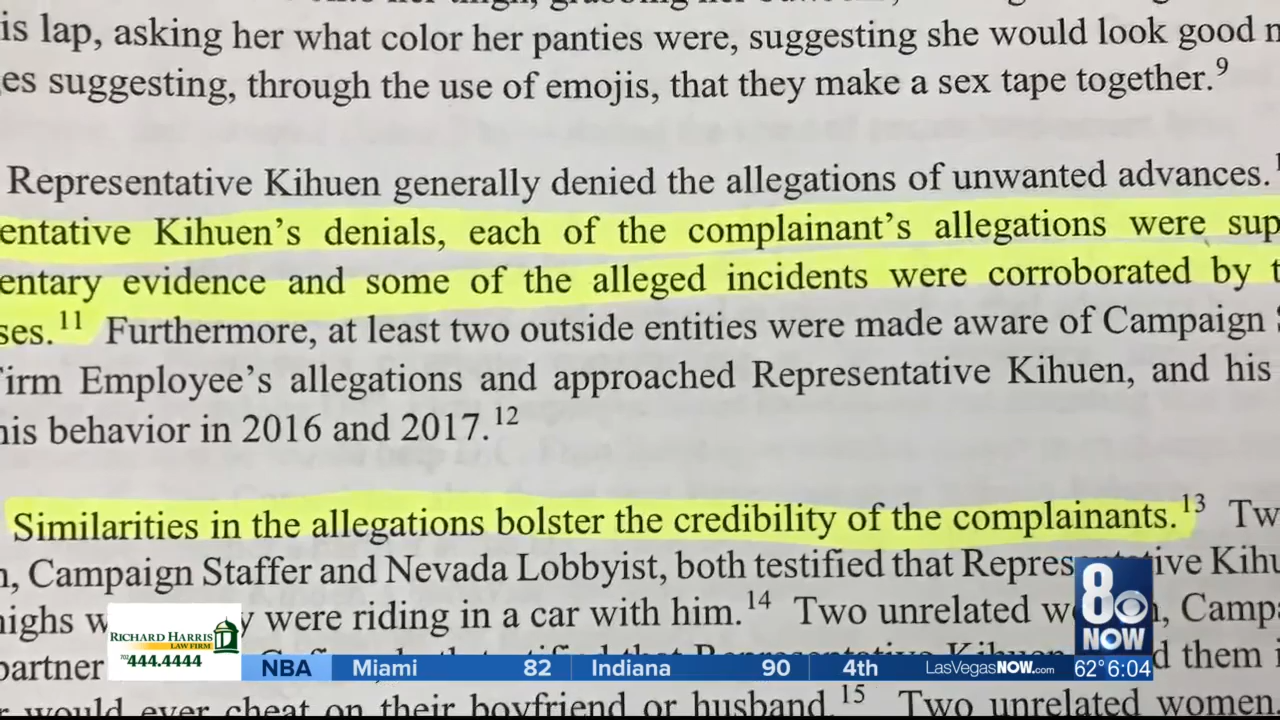 is lap, asking her what color her panties were, suggesting she would look good
es suggesting, through the use of emojis, that they make a sex tape together.9
Representative Kihuen generally denied the allegations of unwanted advances.
entative Kihuen's denials, each of the complainant's allegations were sup
entary evidence and some of the alleged incidents were corroborated by t
ses.11 Furthermore, at least two outside entities were made aware of Campaign
Firm Employee's allegations and approached Representative Kihuen, and his
his behavior in 2016 and 2017.12
Similarities in the allegations bolster the credibility of the complainants.13 Tw
n, Campaign Staffer and Nevada Lobbyist, both testified that Representative Kihu
highs w y were riding in a car with him.14 Two unrelated w n, Camp
partner d them
would ever cheat on their boyfriend or husband.15 Two unrelated women,
8
NOW
RICHARD HARRIS
LAW FIRM
702 444.4444
NBA Miami 82 Indiana 90 4th LasVegasNOW.com 62° 6:04